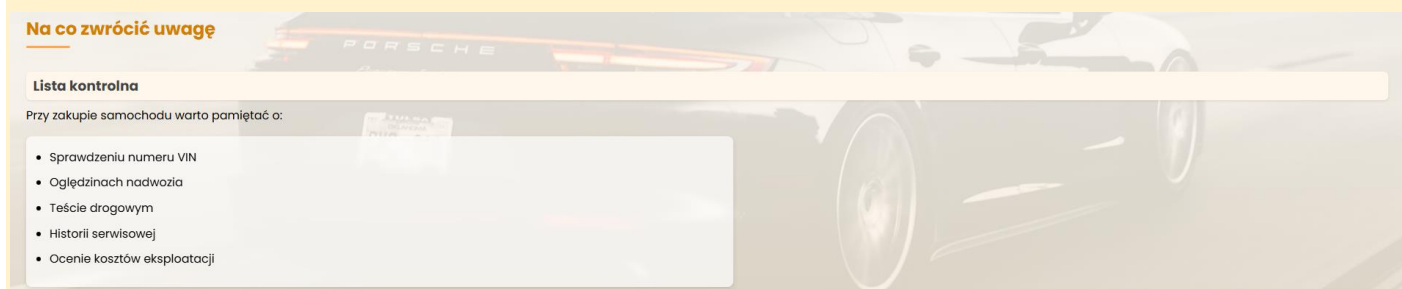 Na co zwrócić uwagę
PORSCHE
Lista kontrolna
Przy zakupie samochodu warto pamiętać o:
Sprawdzeniu numeru VIN
Oględzinach nadwozia
Teście drogowym
Historii serwisowej
Ocenie kosztów eksploatacji